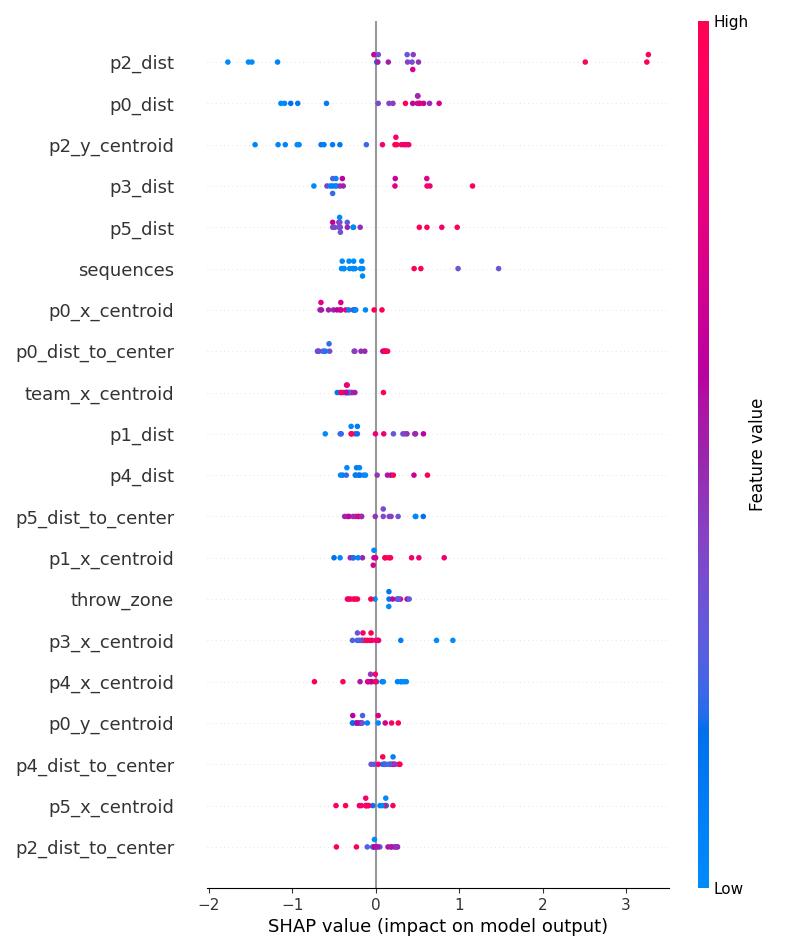 High
p2_dist
p0_dist
p2_y_centroid
p3_dist
p5_dist
sequences
p0_x_centroid
p0_dist_to_center
team_x_centroid
p1_dist
p4_dist
p5_dist_to_center
p1_x_centroid
throw_zone
p3_x_centroid
p4_x_centroid
p0_y_centroid
p4_dist_to_center
p5_x_centroid
p2_dist_to_center
Feature value
Low
−2 −1 0 1 2 3
SHAP value (impact on model output)